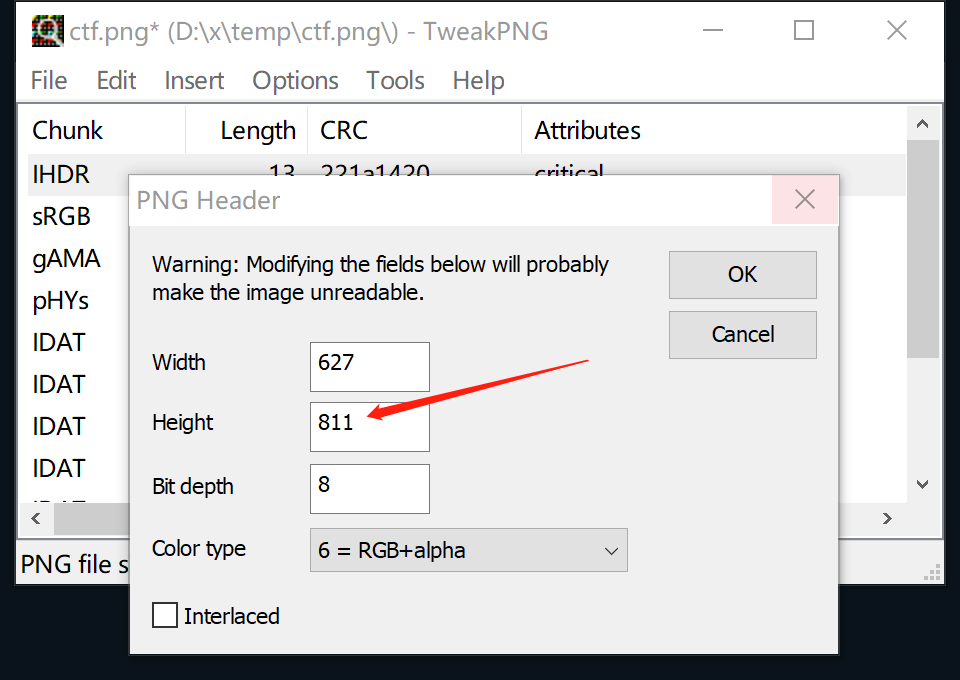 ctf.png* (D:\x\temp\ctf.png\) - TweakPNG
File Edit Insert Options Tools Help
Chunk Length CRC Attributes
IHDR 13 221a1420 critical
PNG Header
sRGB
gAMA
pHYs
IDAT
IDAT
IDAT
IDAT
Warning: Modifying the fields below will probably
make the image unreadable.
OK
Cancel
Width 627
Height 811
Bit depth 8
Color type 6 = RGB+alpha
Interlaced
PNG file s